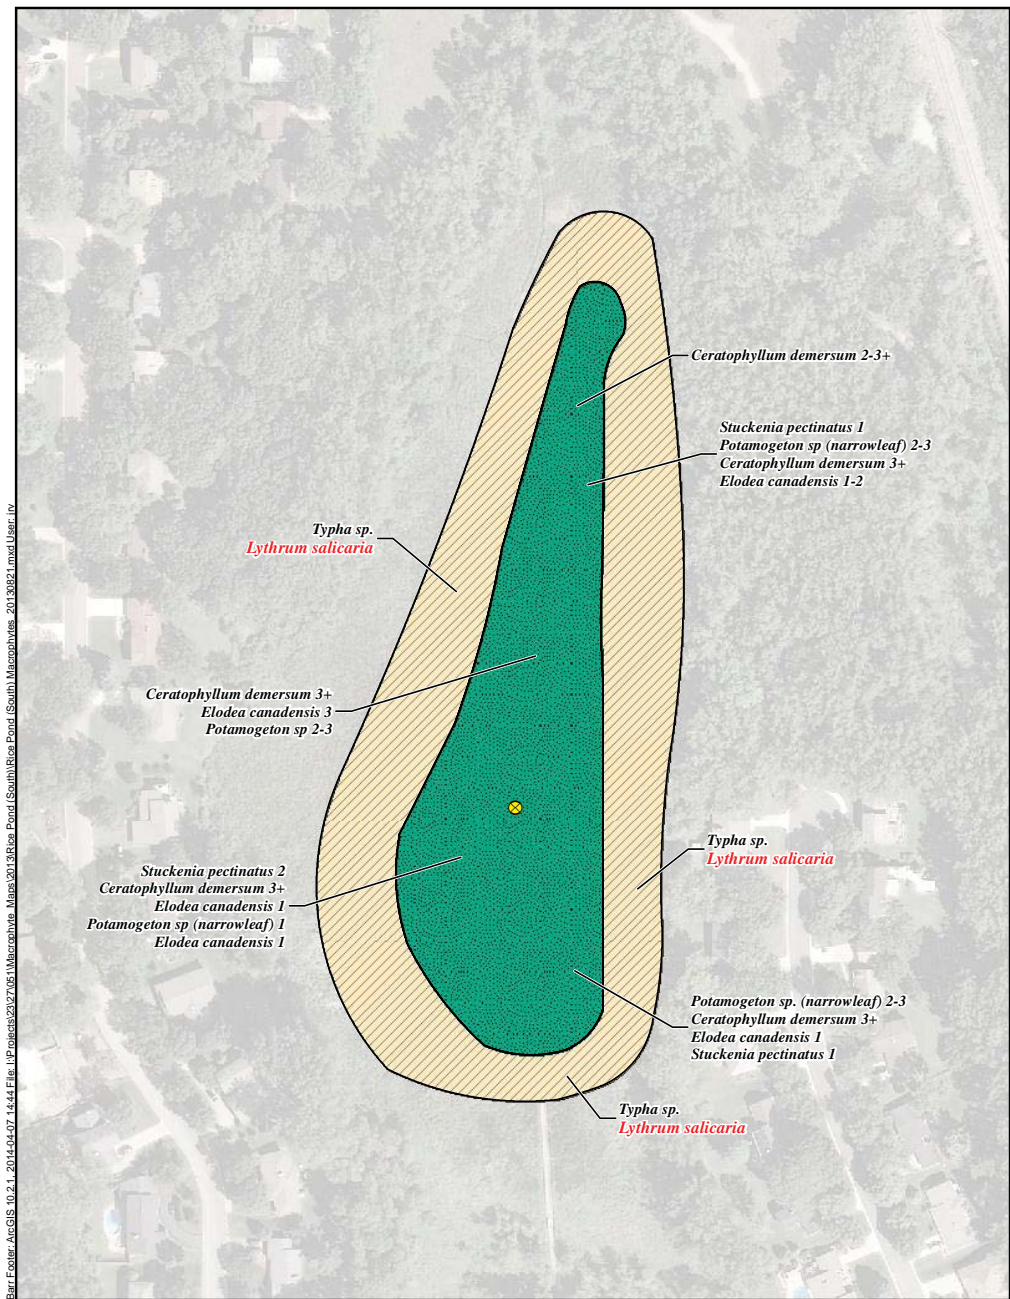 Ceratophyllum demersum 2-3+
Stuckenia pectinatus 1
Potamogeton sp (narrowleaf) 2-3
Ceratophyllum demersum 3+
Elodea canadensis 1-2
Typha sp.
Lythrum salicaria
Ceratophyllum demersum 3+
Elodea canadensis 3
Potamogeton sp 2-3
Typha sp.
Lythrum salicaria
Stuckenia pectinatus 2
Ceratophyllum demersum 3+
Elodea canadensis 1
Potamogeton sp (narrowleaf) 1
Elodea canadensis 1
Potamogeton sp. (narrowleaf) 2-3
Ceratophyllum demersum 3+
Elodea canadensis 1
Stuckenia pectinatus 1
Typha sp.
Lythrum salicaria
Barr Footer: ArcGIS 10.2.1, 2014-04-07 14:44 File: I:\Projects\23\27\051\Macrophyte_Maps\2013\Rice Pond (South)\Rice Pond (South) Macrophytes_20130821.mxd User: jrv